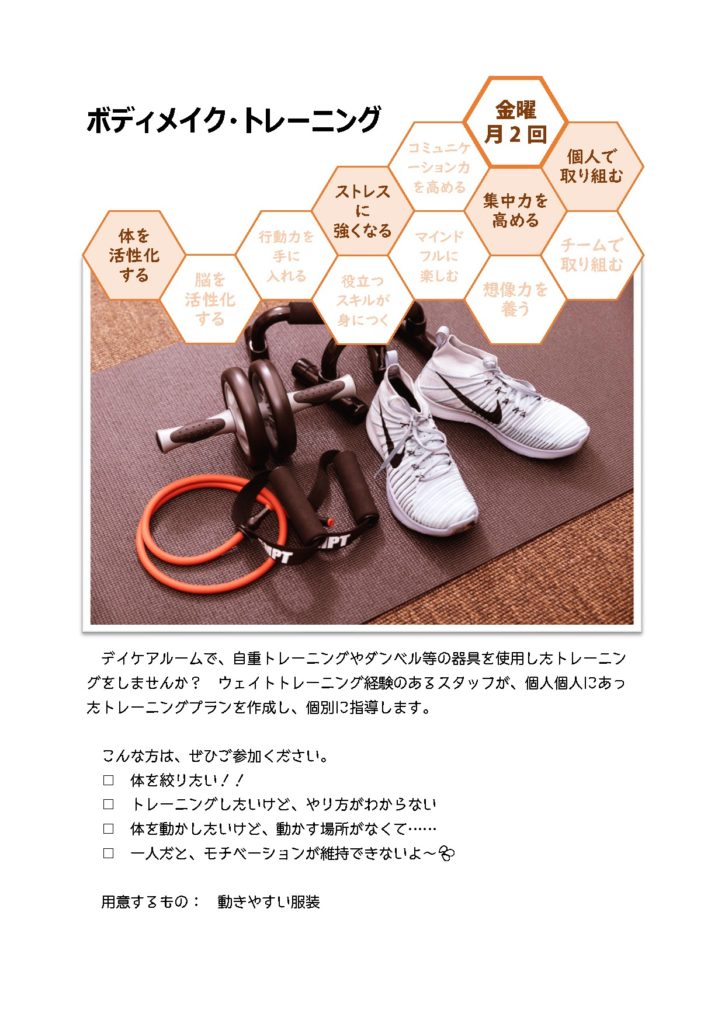 ボディメイク・トレーニング
金曜
月2回
コミュニケ
ーション力
を高める
個人で
取り組む
ストレス
に
強くなる
集中力を
高める
体を
活性化
する
行動力を
手に
入れる
マインド
フルに
楽しむ
チームで
取り組む
脳を
活性化
する
役立つ
スキルが
身につく
想像力を
養う
MPT
MPT
デイケアルームで、自重トレーニングやダンベル等の器具を使用したトレーニン
グをしませんか？　ウェイトトレーニング経験のあるスタッフが、個人個人にあっ
たトレーニングプランを作成し、個別に指導します。
こんな方は、ぜひご参加ください。
□　体を絞りたい！！
□　トレーニングしたいけど、やり方がわからない
□　体を動かしたいけど、動かす場所がなくて……
□　一人だと、モチベーションが維持できないよ～
用意するもの：　動きやすい服装